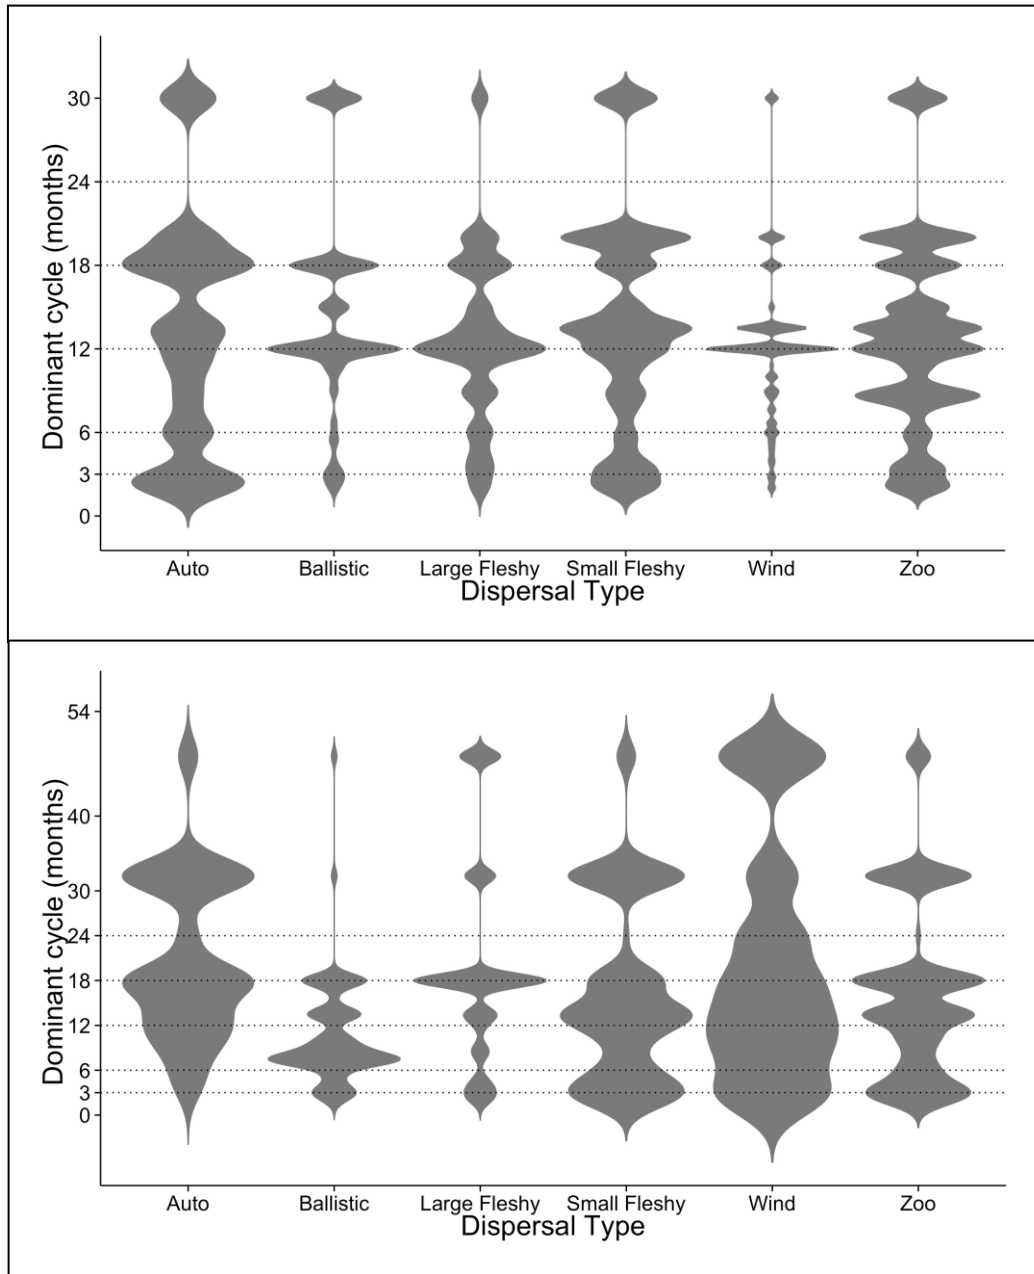 Dominant cycle (months)
30
24
18
12
6
3
0
Auto Ballistic Large Fleshy Small Fleshy Wind Zoo
Dispersal Type
Dominant cycle (months)
54
40
30
24
18
12
6
3
0
Auto Ballistic Large Fleshy Small Fleshy Wind Zoo
Dispersal Type